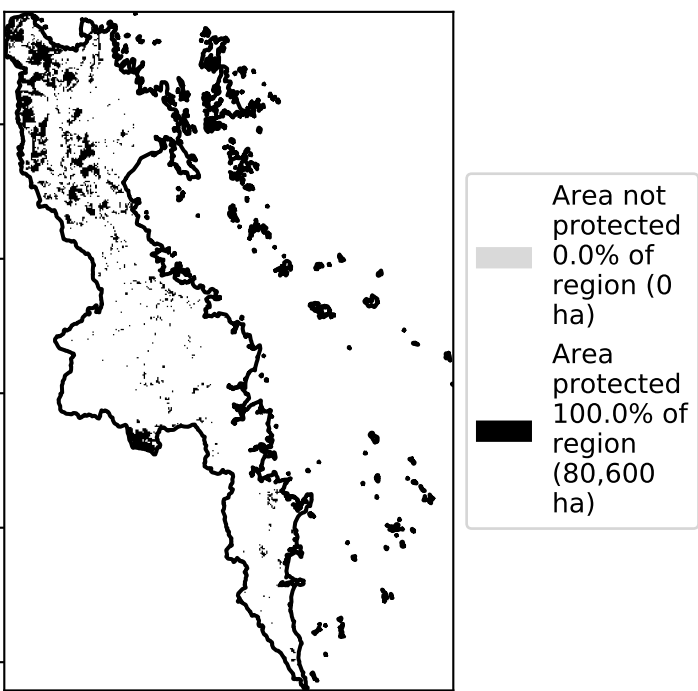 Area not
protected
0.0% of
region (0
ha)
Area
protected
100.0% of
region
(80,600
ha)